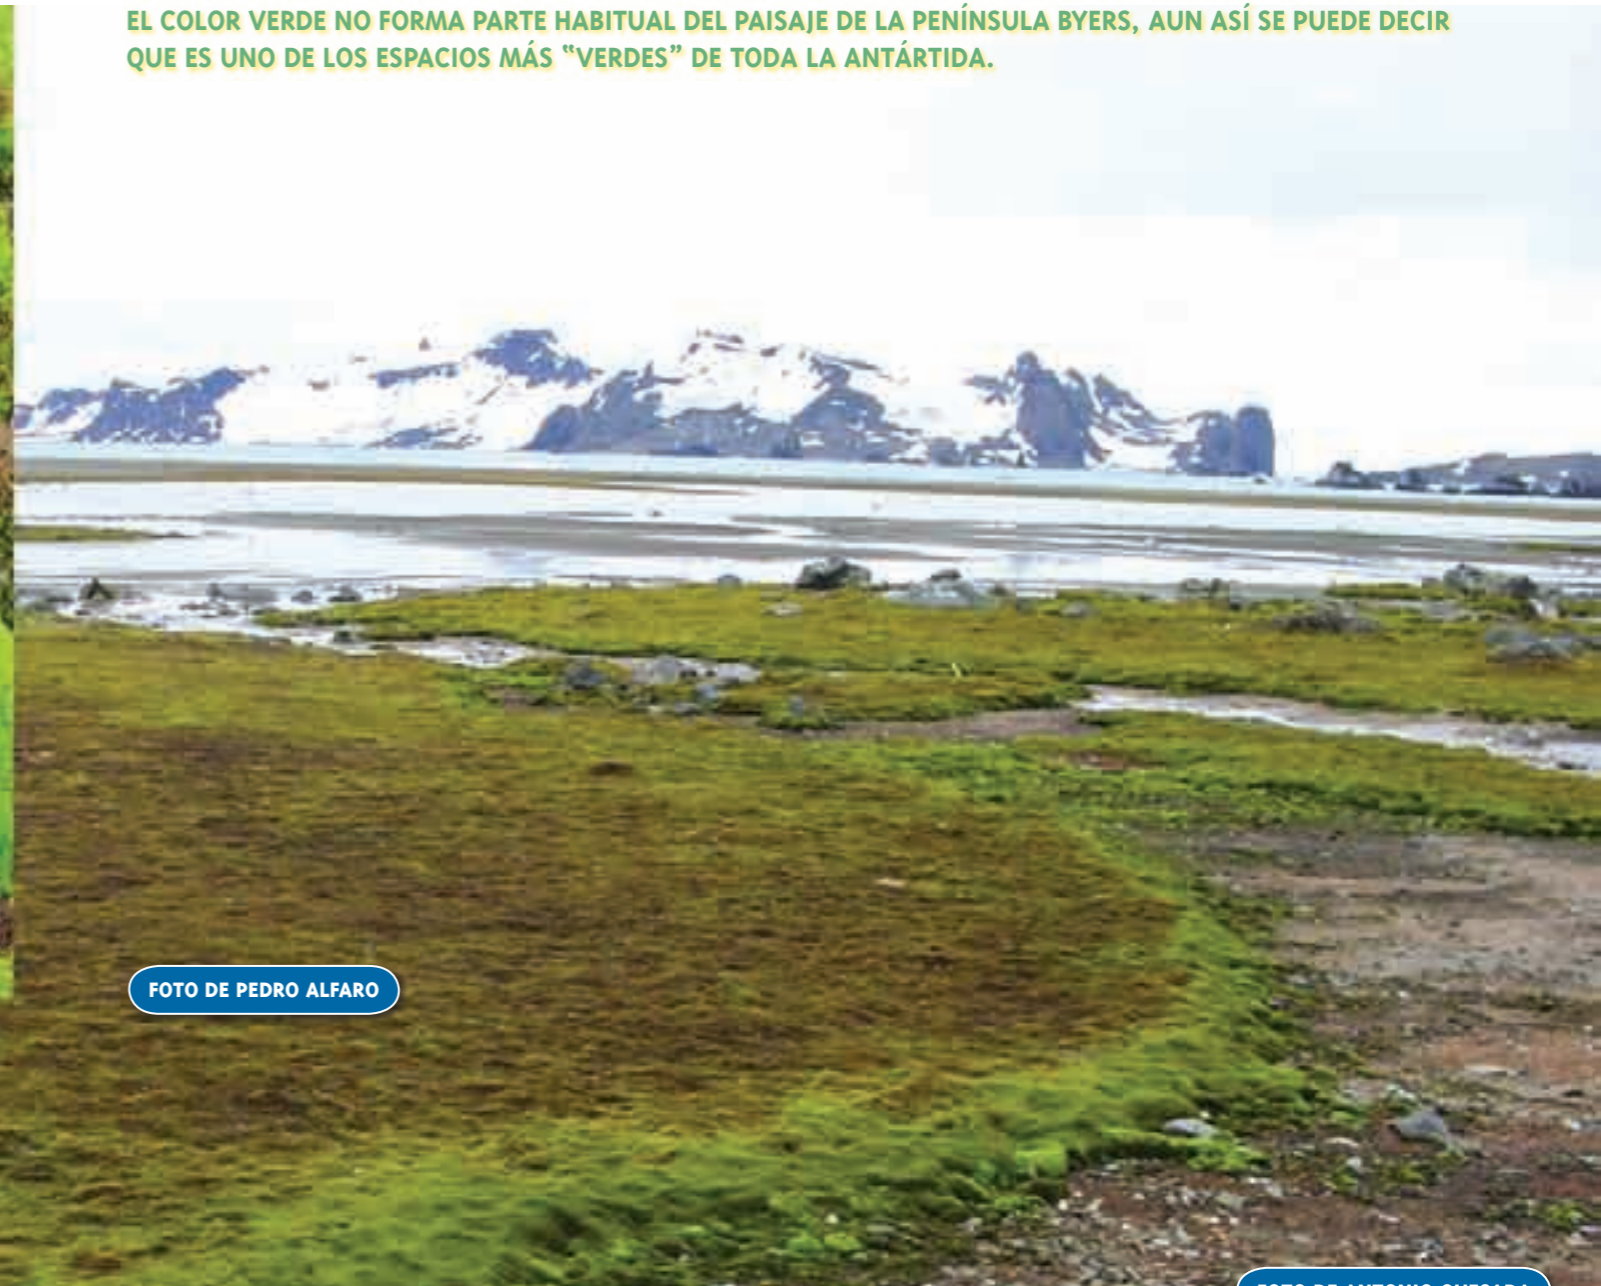 EL COLOR VERDE NO FORMA PARTE HABITUAL DEL PAISAJE DE LA PENÍNSULA BYERS, AUN ASÍ SE PUEDE DECIR
QUE ES UNO DE LOS ESPACIOS MÁS “VERDES” DE TODA LA ANTÁRTIDA.
FOTO DE PEDRO ALFARO